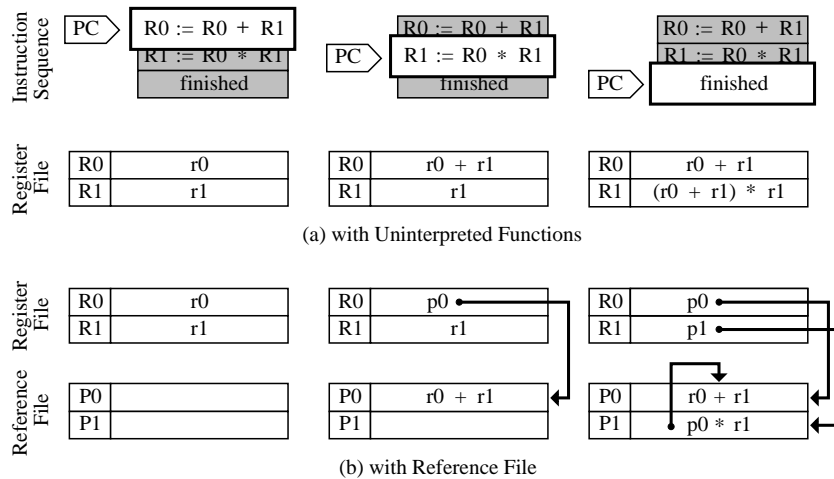 Instruction Sequence
PC R0 := R0 + R1 R0 := R0 + R1 R0 := R0 + R1
R1 := R0 * R1 PC R1 := R0 * R1 R1 := R0 * R1
finished finished PC finished
Register File
R0 r0 R0 r0 + r1 R0 r0 + r1
R1 r1 R1 r1 R1 (r0 + r1) * r1
(a) with Uninterpreted Functions
Register File
R0 r0 R0 p0 R0 p0
R1 r1 R1 r1 R1 p1
Reference File
P0 P0 r0 + r1 P0 r0 + r1
P1 P1 P1 p0 * r1
(b) with Reference File